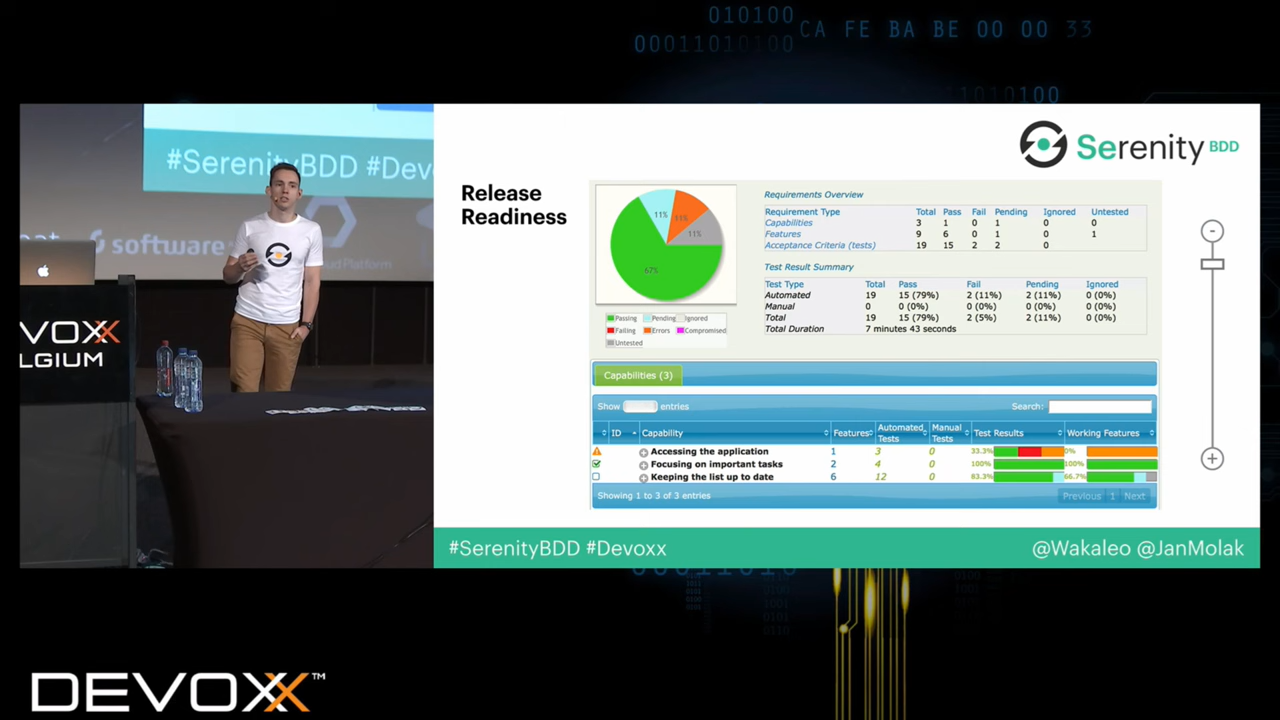 010100
CA FE BA BE 00 00 33
00011010100
1010100
#SerenityBDD #Dev
software
oud Platform
VOXX
LGIUM
Serenity BDD
Release
Readiness
11%
11%
11%
67%
Passing Pending Ignored
Failing Errors Compromised
Untested
Requirements Overview
Requirement Type Total Pass Fail Pending Ignored Untested
Capabilities 3 1 0 1 0 0
Features 9 6 0 1 0 1
Acceptance Criteria (tests) 19 15 2 2 0
Test Result Summary
Test Type Total Pass Fail Pending Ignored
Automated 19 15 (79%) 2 (11%) 2 (11%) 0 (0%)
Manual 0 0 (0%) 0 (0%) 0 (0%) 0 (0%)
Total 19 15 (79%) 2 (5%) 2 (11%) 0 (0%)
Total Duration 7 minutes 43 seconds
Capabilities (3)
Show entries Search:
ID Capability Features Automated Tests Manual Tests Test Results Working Features
Accessing the application 1 3 0 33.3% 0%
Focusing on important tasks 2 4 0 100% 100%
Keeping the list up to date 6 12 0 83.3% 66.7%
Showing 1 to 3 of 3 entries Previous 1 Next
#SerenityBDD #Devoxx @Wakaleo @JanMolak
DEVOXX™